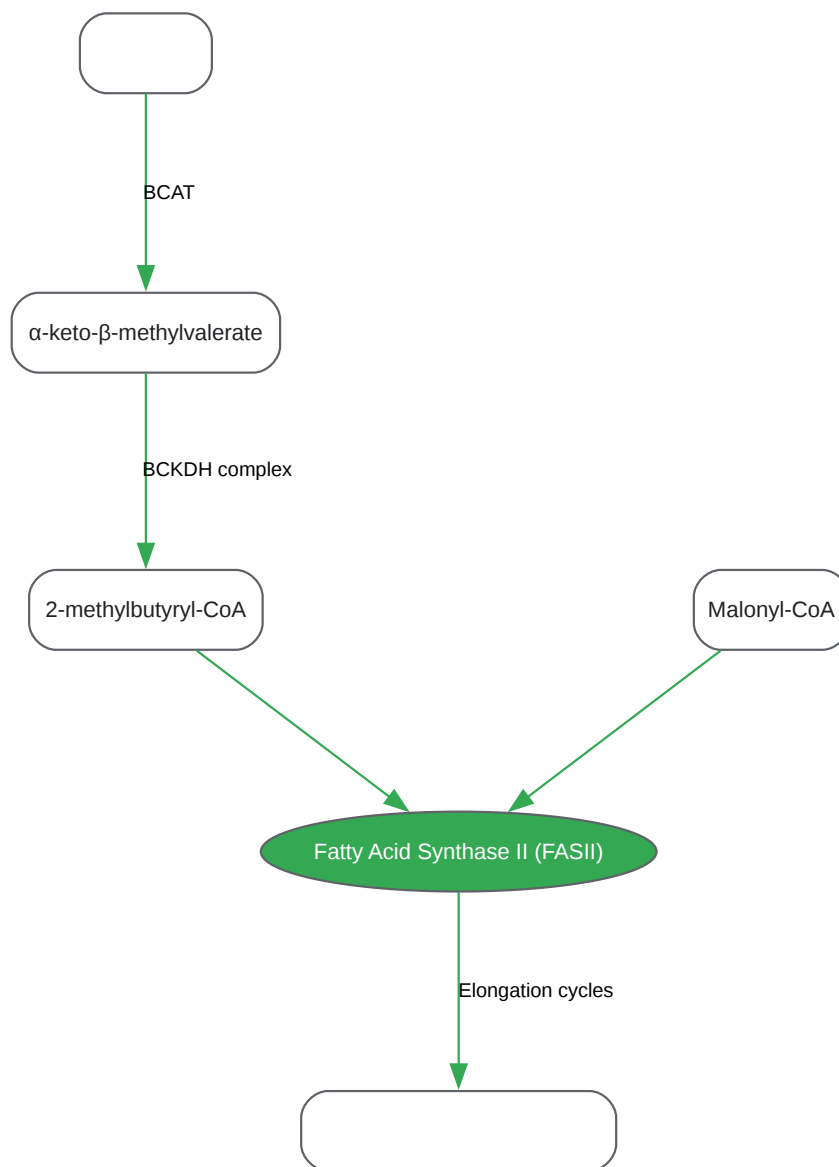 BCAT
α-keto-β-methylvalerate
BCKDH complex
2-methylbutyryl-CoA
Malonyl-CoA
Fatty Acid Synthase II (FASII)
Elongation cycles